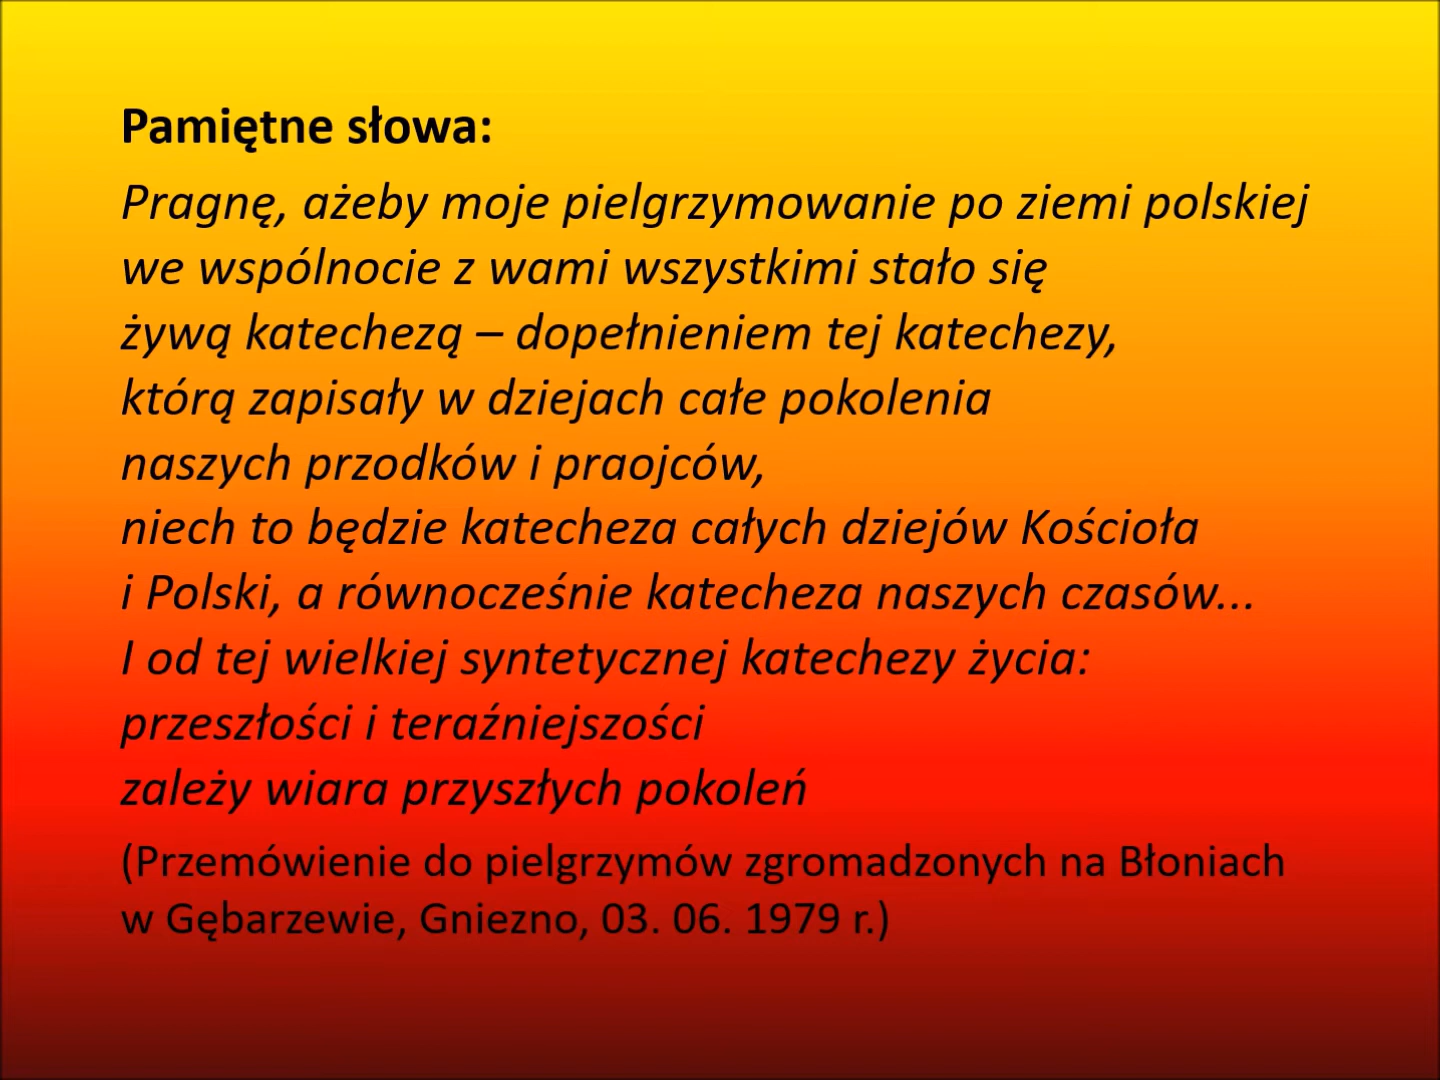 Pamiętne słowa:
Pragnę, ażeby moje pielgrzymowanie po ziemi polskiej
we wspólnocie z wami wszystkimi stało się
żywą katechezą – dopełnieniem tej katechezy,
którą zapisały w dziejach całe pokolenia
naszych przodków i praojców,
niech to będzie katecheza całych dziejów Kościoła
i Polski, a równocześnie katecheza naszych czasów...
I od tej wielkiej syntetycznej katechezy życia:
przeszłości i teraźniejszości
zależy wiara przyszłych pokoleń
(Przemówienie do pielgrzymów zgromadzonych na Błoniach
w Gębarzewie, Gniezno, 03. 06. 1979 r.)